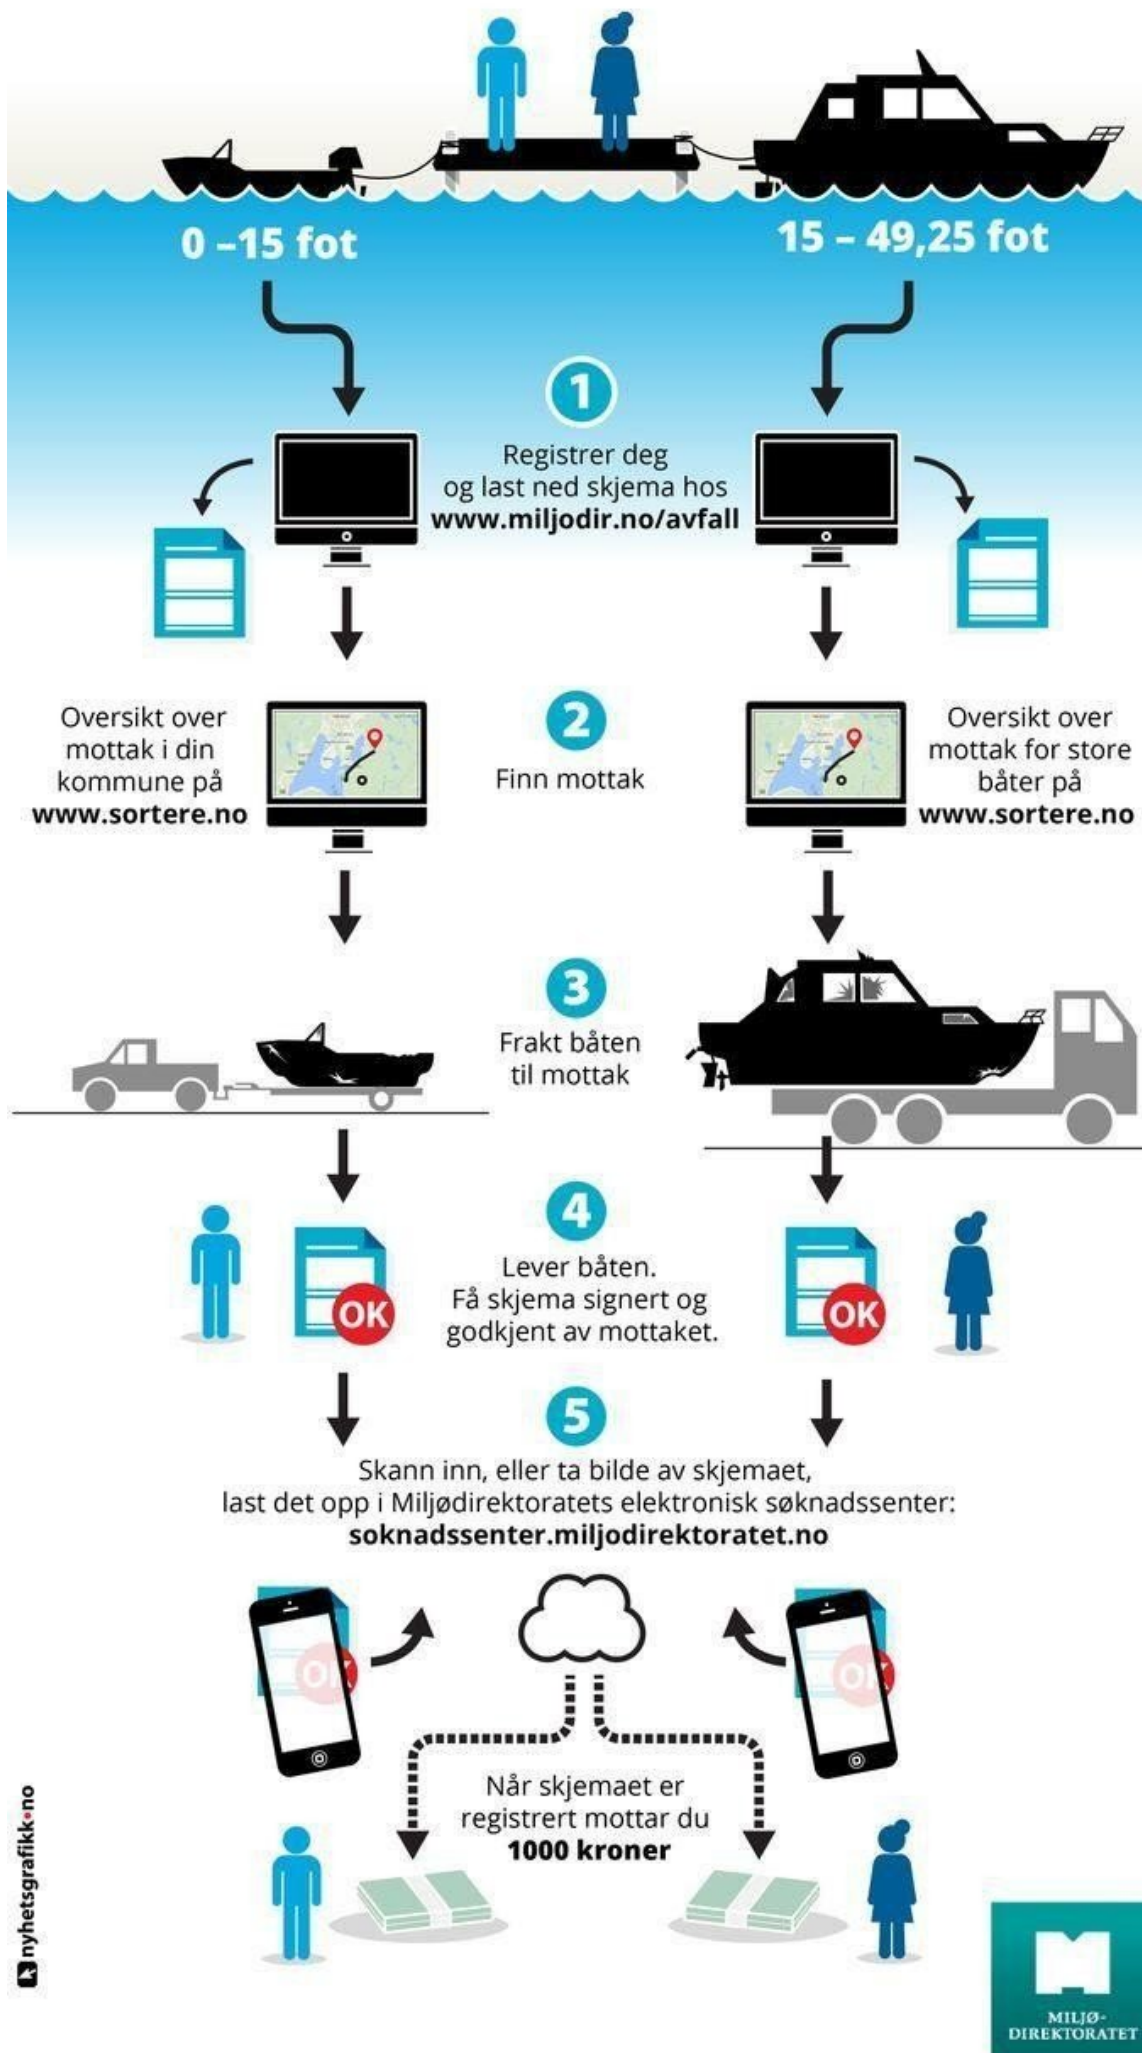 0 –15 fot
15 – 49,25 fot
1
Registrer deg
og last ned skjema hos
www.miljodir.no/avfall
2
Finn mottak
Oversikt over
mottak i din
kommune på
www.sortere.no
Oversikt over
mottak for store
båter på
www.sortere.no
3
Frakt båten
til mottak
4
Lever båten.
Få skjema signert og
godkjent av mottaket.
OK
OK
5
Skann inn, eller ta bilde av skjemaet,
last det opp i Miljødirektoratets elektronisk søknadssenter:
soknadssenter.miljodirektoratet.no
OK
OK
Når skjemaet er
registrert mottar du
1000 kroner
nyhetsgrafikk.no
MILJØ-
DIREKTORATET